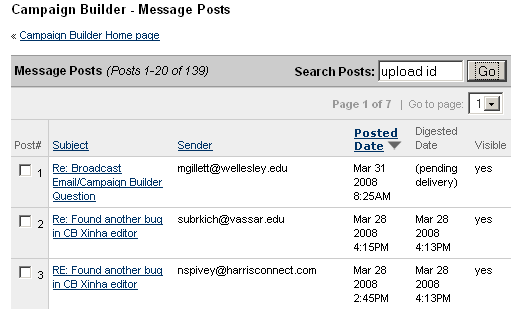 Campaign Builder - Message Posts
« Campaign Builder Home page
Message Posts (Posts 1-20 of 139) Search Posts: upload id Go
Page 1 of 7 | Go to page: 1
Post# Subject Sender Posted Date Digested Date Visible
1 Re: Broadcast Email/Campaign Builder Question mgillett@wellesley.edu Mar 31 2008 8:25AM (pending delivery) yes
2 Re: Found another bug in CB Xinha editor subrkich@vassar.edu Mar 28 2008 4:15PM Mar 28 2008 4:13PM yes
3 RE: Found another bug in CB Xinha editor nspivey@harrisconnect.com Mar 28 2008 2:45PM Mar 28 2008 4:13PM yes